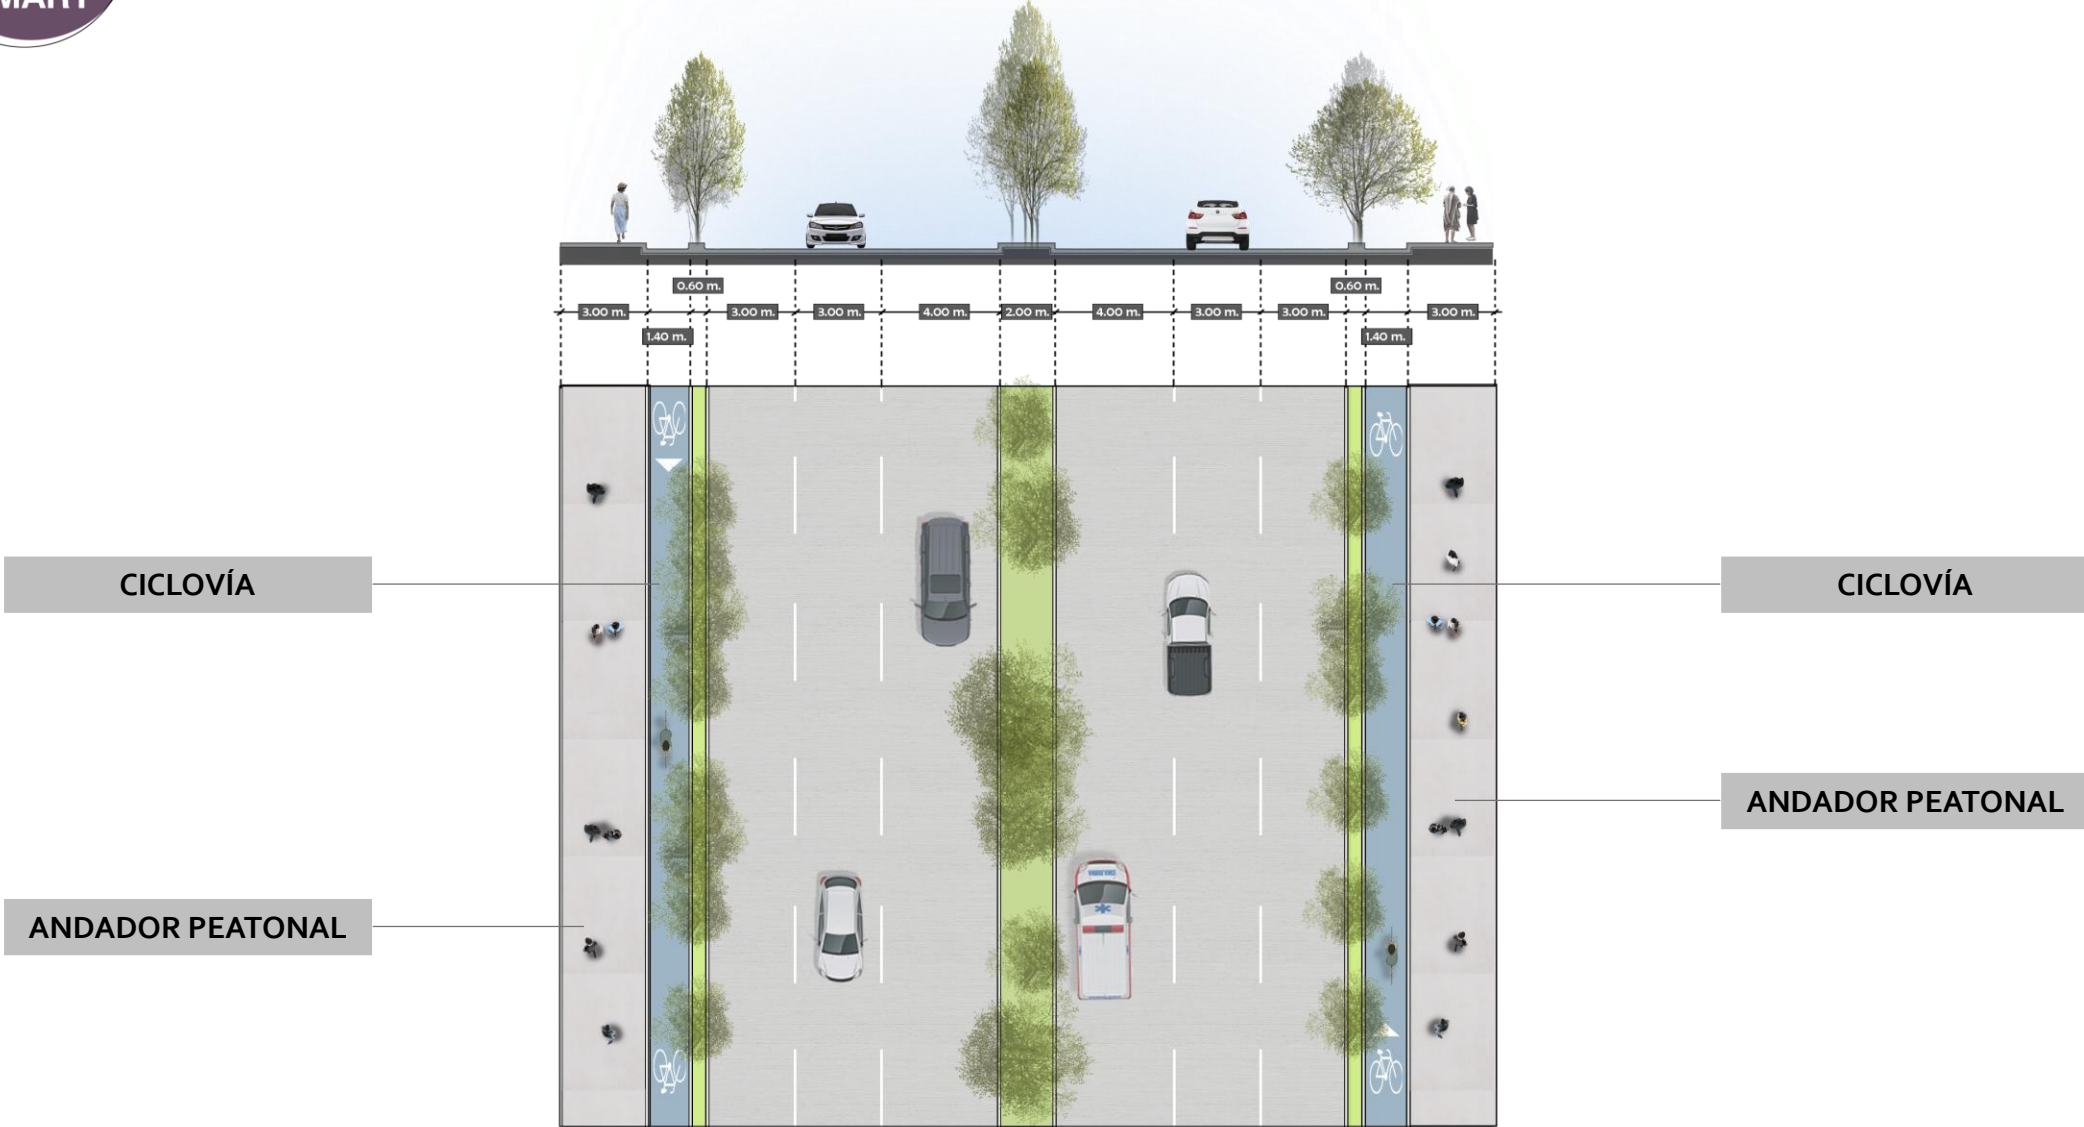 MART
0.60 m.
0.60 m.
3.00 m.
3.00 m.
3.00 m.
4.00 m.
2.00 m.
4.00 m.
3.00 m.
3.00 m.
3.00 m.
1.40 m.
1.40 m.
CICLOVÍA
CICLOVÍA
ANDADOR PEATONAL
ANDADOR PEATONAL